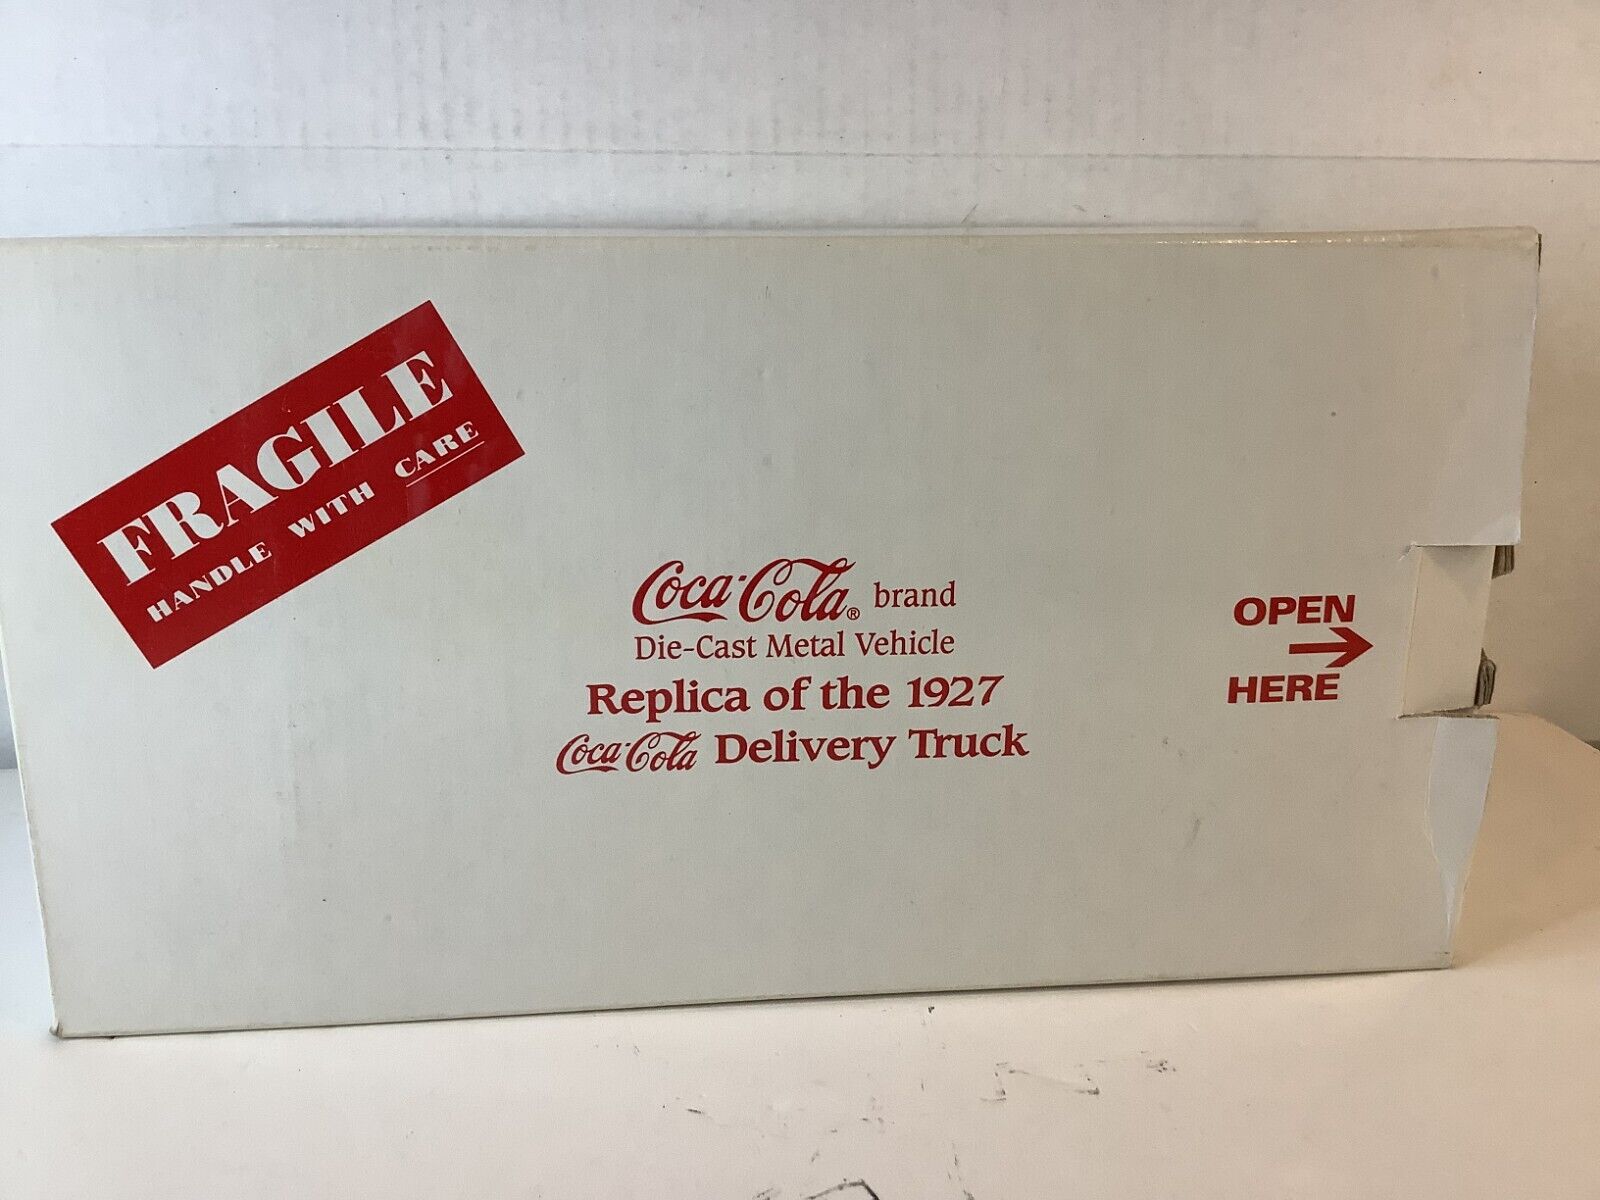 FRAGILE
HANDLE WITH CARE
Coca-Cola® brand
Die-Cast Metal Vehicle
Replica of the 1927
Coca-Cola Delivery Truck
OPEN
HERE